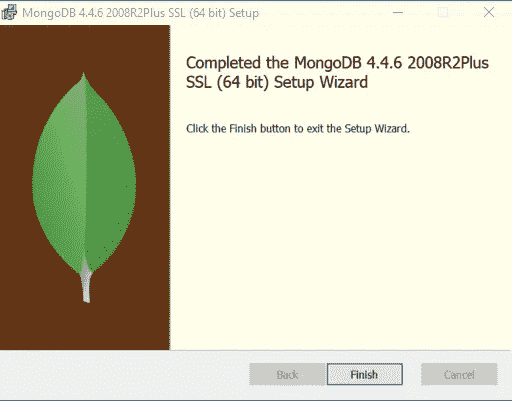 MongoDB 4.4.6 2008R2Plus SSL (64 bit) Setup
Completed the MongoDB 4.4.6 2008R2Plus
SSL (64 bit) Setup Wizard
Click the Finish button to exit the Setup Wizard.
Back Finish Cancel